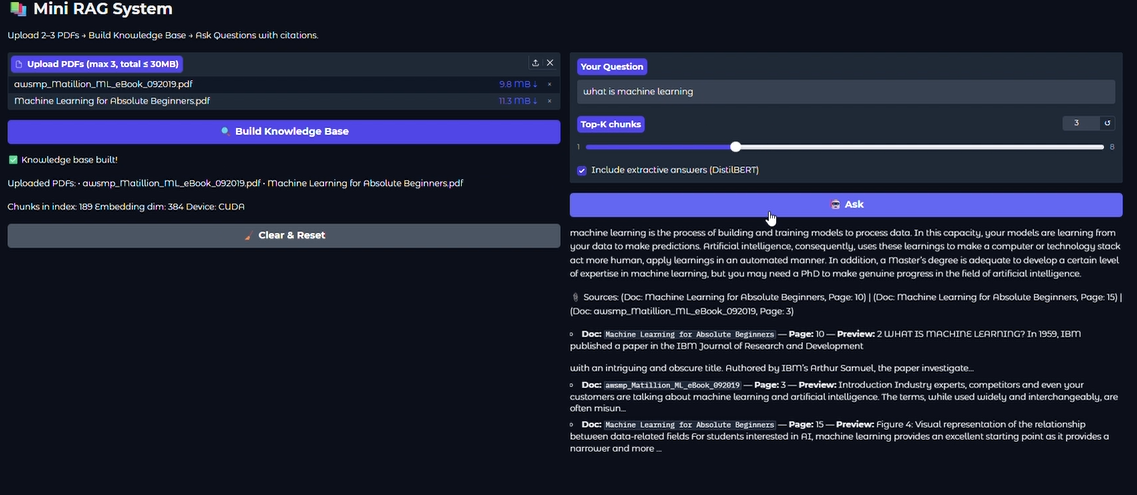 📚 Mini RAG System
Upload 2–3 PDFs → Build Knowledge Base → Ask Questions with citations.
Upload PDFs (max 3, total ≤ 30MB)
awsmp_Matillion_ML_eBook_092019.pdf 9.8 MB ↓ ×
Machine Learning for Absolute Beginners.pdf 11.3 MB ↓ ×
🔍 Build Knowledge Base
✅ Knowledge base built!
Uploaded PDFs: • awsmp_Matillion_ML_eBook_092019.pdf • Machine Learning for Absolute Beginners.pdf
Chunks in index: 189 Embedding dim: 384 Device: CUDA
🧹 Clear & Reset
Your Question
what is machine learning
Top-K chunks
3
1 8
Include extractive answers (DistilBERT)
Ask
machine learning is the process of building and training models to process data. In this capacity, your models are learning from
your data to make predictions. Artificial intelligence, consequently, uses these learnings to make a computer or technology stack
act more human, apply learnings in an automated manner. In addition, a Master's degree is adequate to develop a certain level
of expertise in machine learning, but you may need a PhD to make genuine progress in the field of artificial intelligence.
📎 Sources: (Doc: Machine Learning for Absolute Beginners, Page: 10) | (Doc: Machine Learning for Absolute Beginners, Page: 15) |
(Doc: awsmp_Matillion_ML_eBook_092019, Page: 3)
Doc: Machine Learning for Absolute Beginners — Page: 10 — Preview: 2 WHAT IS MACHINE LEARNING? In 1959, IBM
published a paper in the IBM Journal of Research and Development
with an intriguing and obscure title. Authored by IBM's Arthur Samuel, the paper investigate...
Doc: awsmp_Matillion_ML_eBook_092019 — Page: 3 — Preview: Introduction Industry experts, competitors and even your
customers are talking about machine learning and artificial intelligence. The terms, while used widely and interchangeably, are
often misun...
Doc: Machine Learning for Absolute Beginners — Page: 15 — Preview: Figure 4: Visual representation of the relationship
between data-related fields For students interested in AI, machine learning provides an excellent starting point as it provides a
narrower and more ...